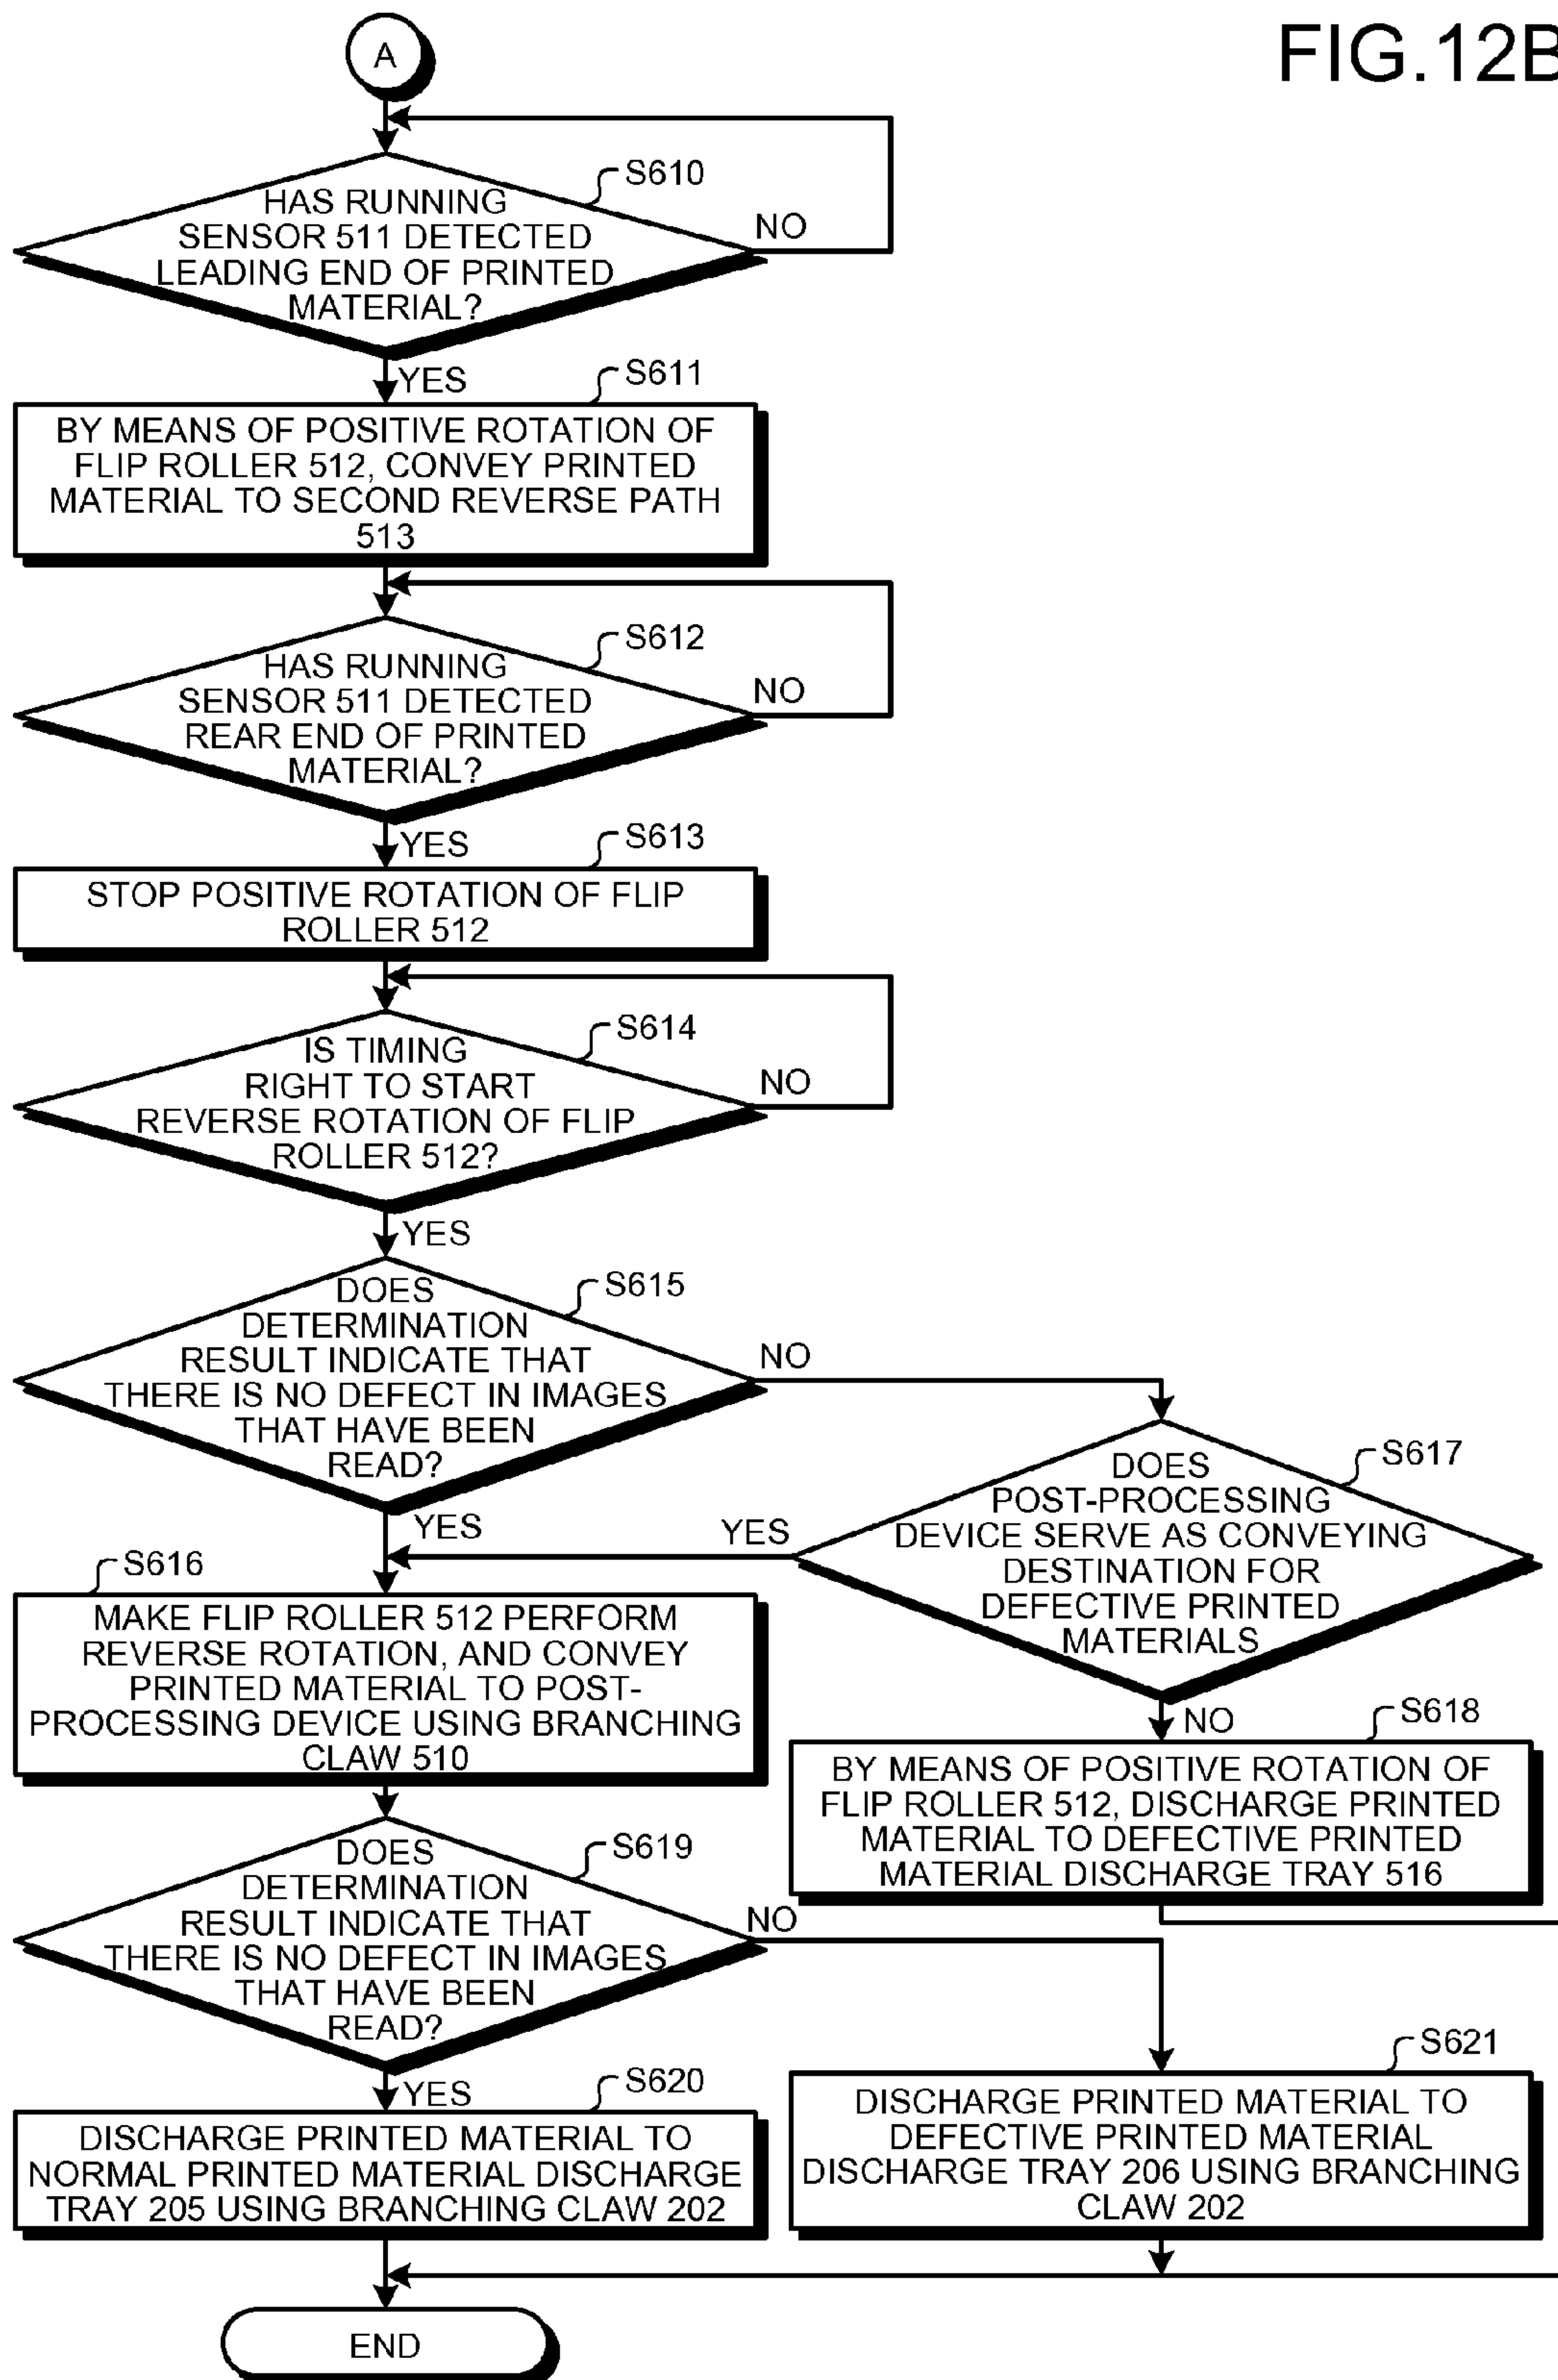 FIG.12B
A
S610
HAS RUNNING
SENSOR 511 DETECTED
LEADING END OF PRINTED
MATERIAL?
NO
YES
S611
BY MEANS OF POSITIVE ROTATION OF
FLIP ROLLER 512, CONVEY PRINTED
MATERIAL TO SECOND REVERSE PATH
513
S612
HAS RUNNING
SENSOR 511 DETECTED
REAR END OF PRINTED
MATERIAL?
NO
YES
S613
STOP POSITIVE ROTATION OF FLIP
ROLLER 512
S614
IS TIMING
RIGHT TO START
REVERSE ROTATION OF FLIP
ROLLER 512?
NO
YES
S615
DOES
DETERMINATION
RESULT INDICATE THAT
THERE IS NO DEFECT IN IMAGES
THAT HAVE BEEN
READ?
NO
YES
S617
DOES
POST-PROCESSING
DEVICE SERVE AS CONVEYING
DESTINATION FOR
DEFECTIVE PRINTED
MATERIALS
YES
NO
S616
MAKE FLIP ROLLER 512 PERFORM
REVERSE ROTATION, AND CONVEY
PRINTED MATERIAL TO POST-
PROCESSING DEVICE USING BRANCHING
CLAW 510
S618
BY MEANS OF POSITIVE ROTATION OF
FLIP ROLLER 512, DISCHARGE PRINTED
MATERIAL TO DEFECTIVE PRINTED
MATERIAL DISCHARGE TRAY 516
S619
DOES
DETERMINATION
RESULT INDICATE THAT
THERE IS NO DEFECT IN IMAGES
THAT HAVE BEEN
READ?
NO
YES
S620
DISCHARGE PRINTED MATERIAL TO
NORMAL PRINTED MATERIAL DISCHARGE
TRAY 205 USING BRANCHING CLAW 202
S621
DISCHARGE PRINTED MATERIAL TO
DEFECTIVE PRINTED MATERIAL
DISCHARGE TRAY 206 USING BRANCHING
CLAW 202
END